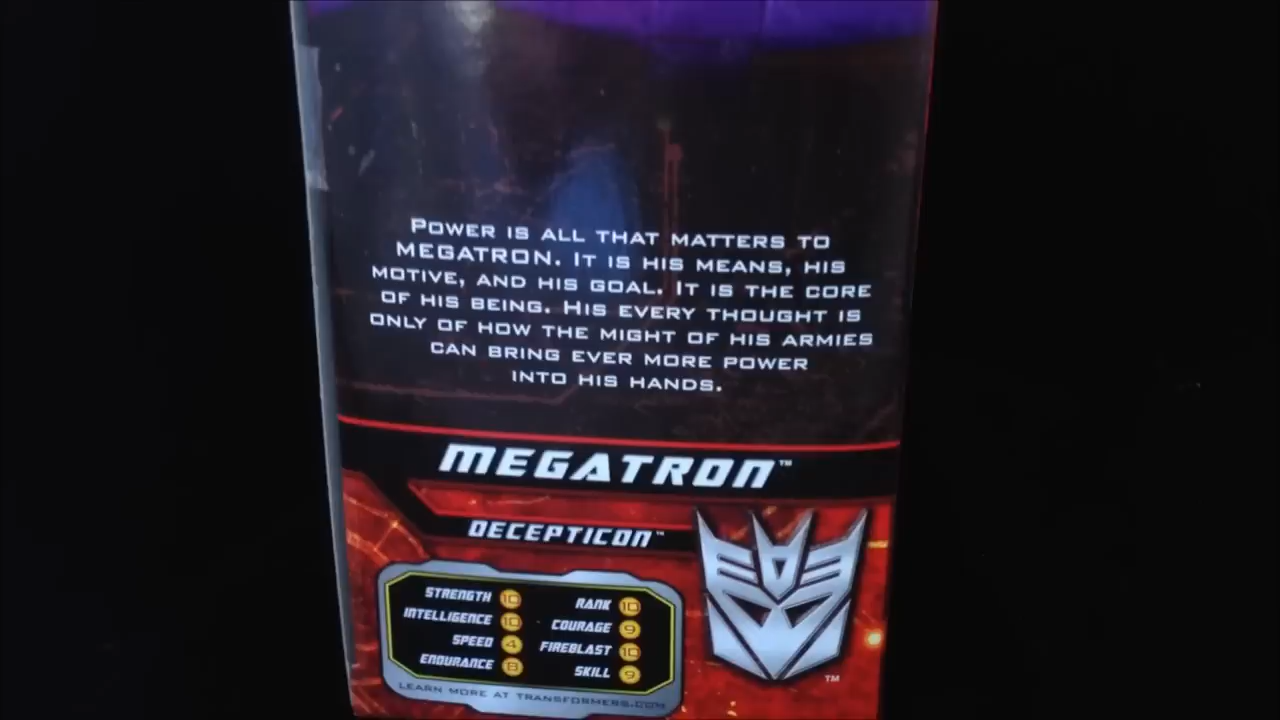 POWER IS ALL THAT MATTERS TO
MEGATRON. IT IS HIS MEANS, HIS
MOTIVE, AND HIS GOAL. IT IS THE CORE
OF HIS BEING. HIS EVERY THOUGHT IS
ONLY OF HOW THE MIGHT OF HIS ARMIES
CAN BRING EVER MORE POWER
INTO HIS HANDS.
MEGATRON™
DECEPTICON™
STRENGTH 10 RANK 10
INTELLIGENCE 10 COURAGE 9
SPEED 4 FIREBLAST 10
ENDURANCE 8 SKILL 9
LEARN MORE AT TRANSFORMERS.COM
TM